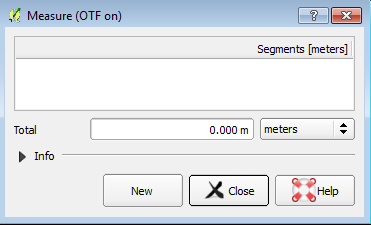 Measure (OTF on)
Segments [meters]
Total 0.000 m meters
Info
New Close Help